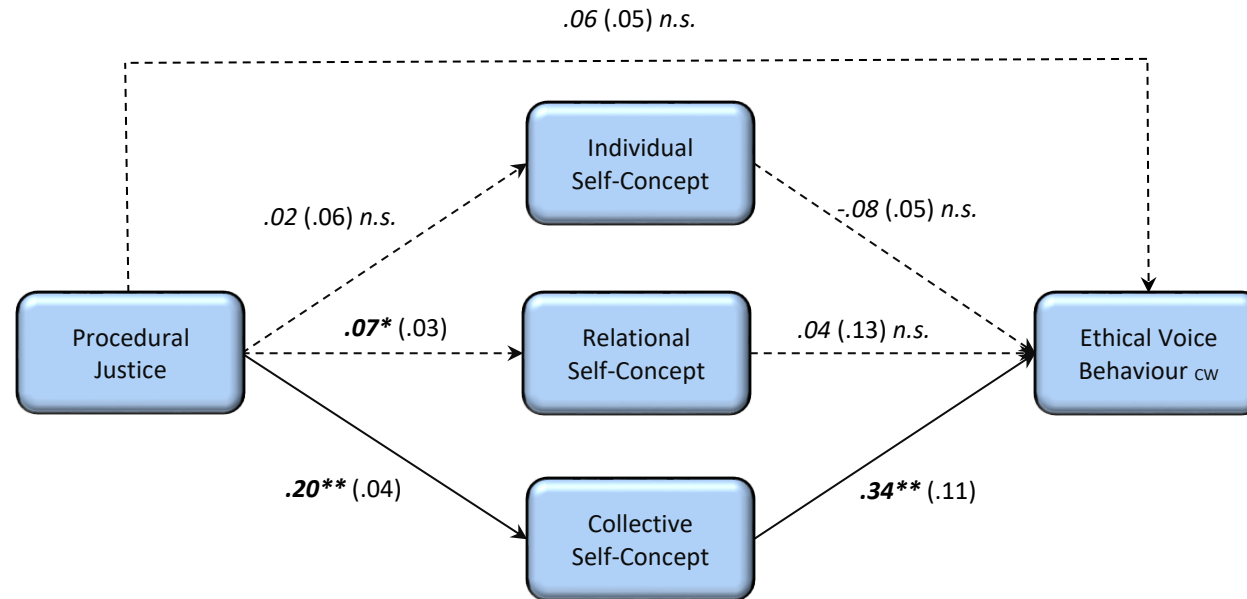 .06 (.05) n.s.
Individual
Self-Concept
.02 (.06) n.s.
-.08 (.05) n.s.
Procedural
Justice
.07* (.03)
Relational
Self-Concept
.04 (.13) n.s.
Ethical Voice
Behaviour CW
.20** (.04)
.34** (.11)
Collective
Self-Concept